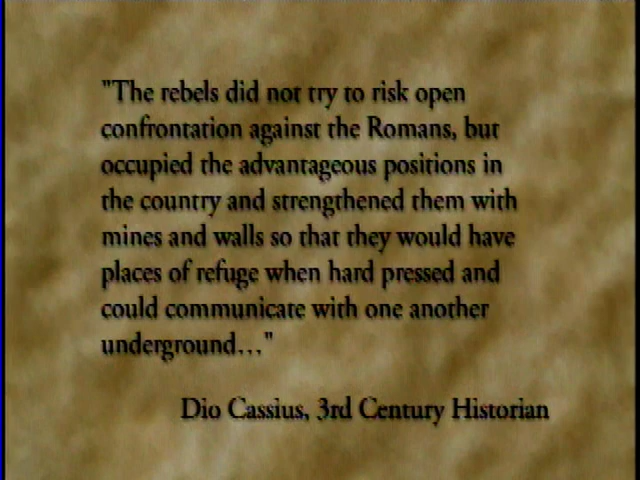 "The rebels did not try to risk open
confrontation against the Romans, but
occupied the advantageous positions in
the country and strengthened them with
mines and walls so that they would have
places of refuge when hard pressed and
could communicate with one another
underground..."
Dio Cassius, 3rd Century Historian